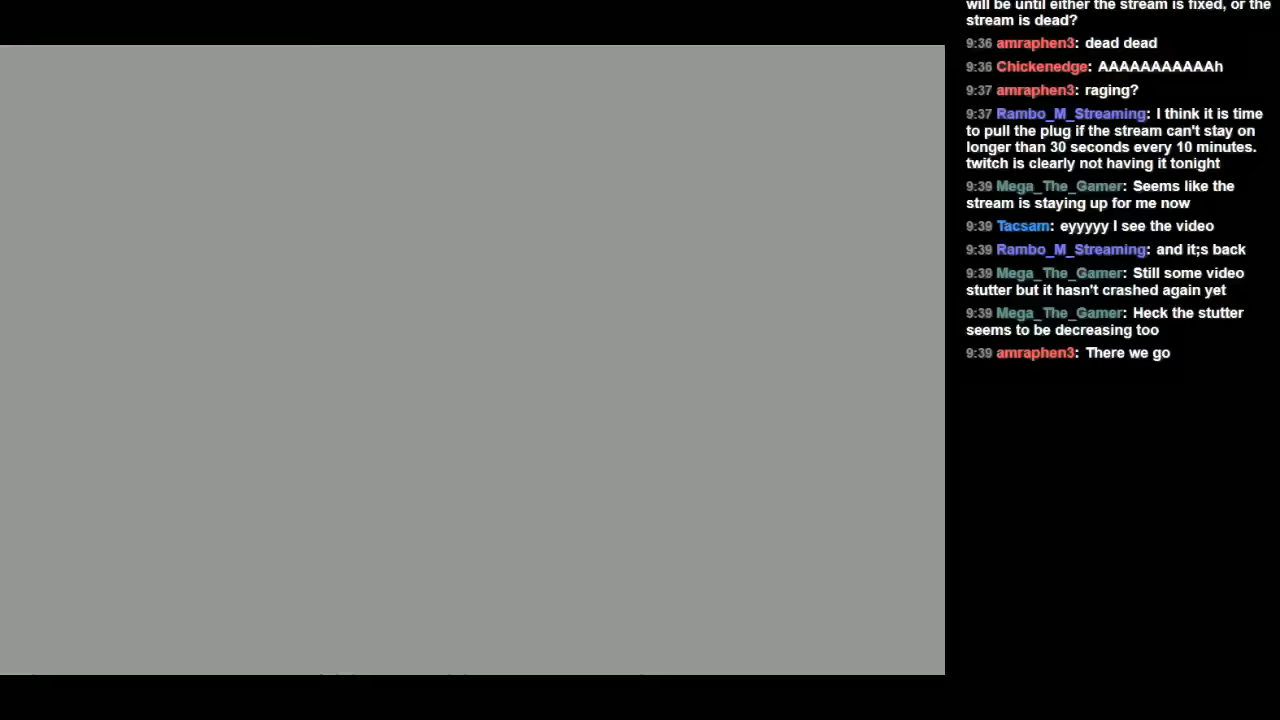 will be until either the stream is fixed, or the
stream is dead?
9:36 amraphen3: dead dead
9:36 Chickenedge: AAAAAAAAAAAh
9:37 amraphen3: raging?
9:37 Rambo_M_Streaming: I think it is time
to pull the plug if the stream can't stay on
longer than 30 seconds every 10 minutes.
twitch is clearly not having it tonight
9:39 Mega_The_Gamer: Seems like the
stream is staying up for me now
9:39 Tacsam: eyyyyy I see the video
9:39 Rambo_M_Streaming: and it;s back
9:39 Mega_The_Gamer: Still some video
stutter but it hasn't crashed again yet
9:39 Mega_The_Gamer: Heck the stutter
seems to be decreasing too
9:39 amraphen3: There we go